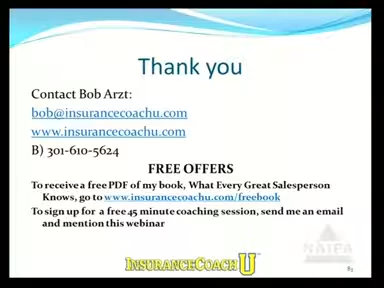 Thank you
Contact Bob Arzt:
bob@insurancecoachu.com
www.insurancecoachu.com
B) 301-610-5624
FREE OFFERS
To receive a free PDF of my book, What Every Great Salesperson
Knows, go to www.insurancecoachu.com/freebook
To sign up for a free 45 minute coaching session, send me an email
and mention this webinar
NAIFA
INSURANCECOACH U